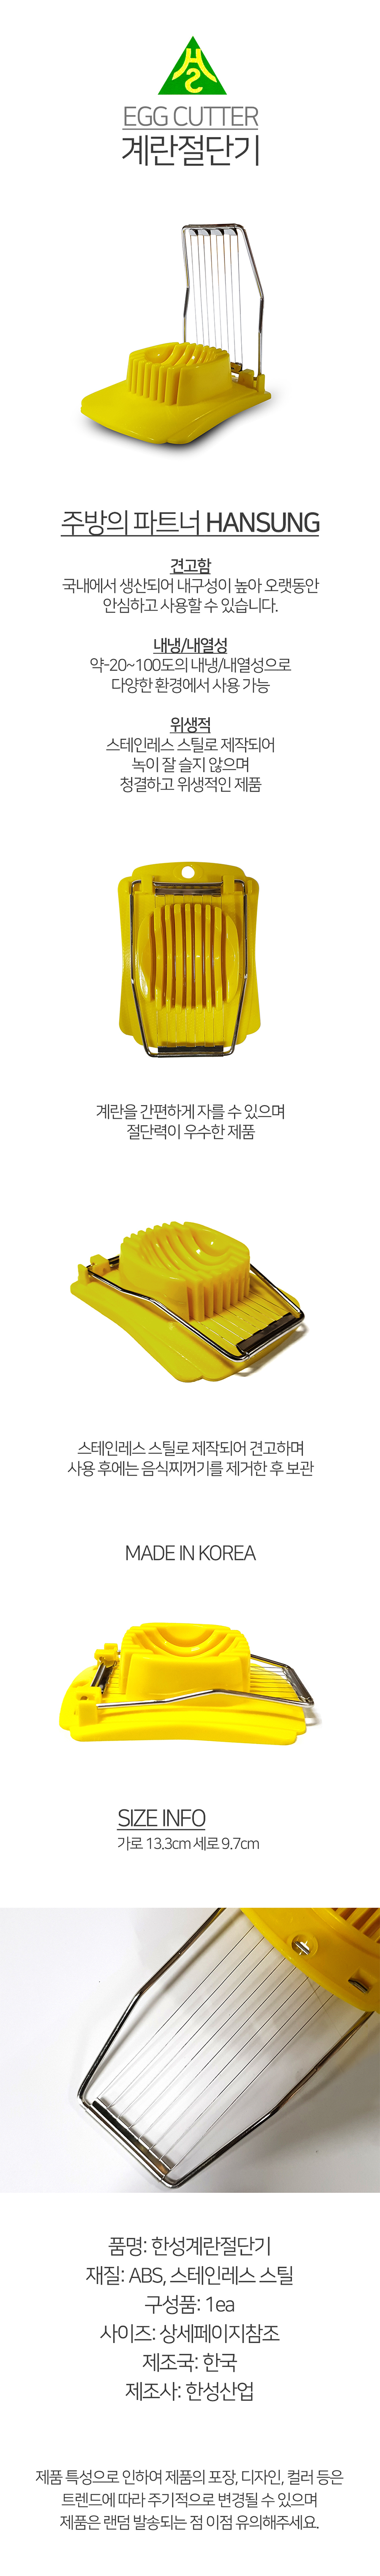 HS
EGG CUTTER
계란절단기
주방의 파트너 HANSUNG
견고함
국내에서 생산되어 내구성이 높아 오랫동안
안심하고 사용할 수 있습니다.
내냉/내열성
약-20~100도의 내냉/내열성으로
다양한 환경에서 사용 가능
위생적
스테인레스 스틸로 제작되어
녹이 잘 슬지 않으며
청결하고 위생적인 제품
계란을 간편하게 자를 수 있으며
절단력이 우수한 제품
스테인레스 스틸로 제작되어 견고하며
사용 후에는 음식찌꺼기를 제거한 후 보관
MADE IN KOREA
SIZE INFO
가로 13.3cm 세로 9.7cm
품명: 한성계란절단기
재질: ABS, 스테인레스 스틸
구성품: 1ea
사이즈: 상세페이지참조
제조국: 한국
제조사: 한성산업
제품 특성으로 인하여 제품의 포장, 디자인, 컬러 등은
트렌드에 따라 주기적으로 변경될 수 있으며
제품은 랜덤 발송되는 점 이점 유의해주세요.